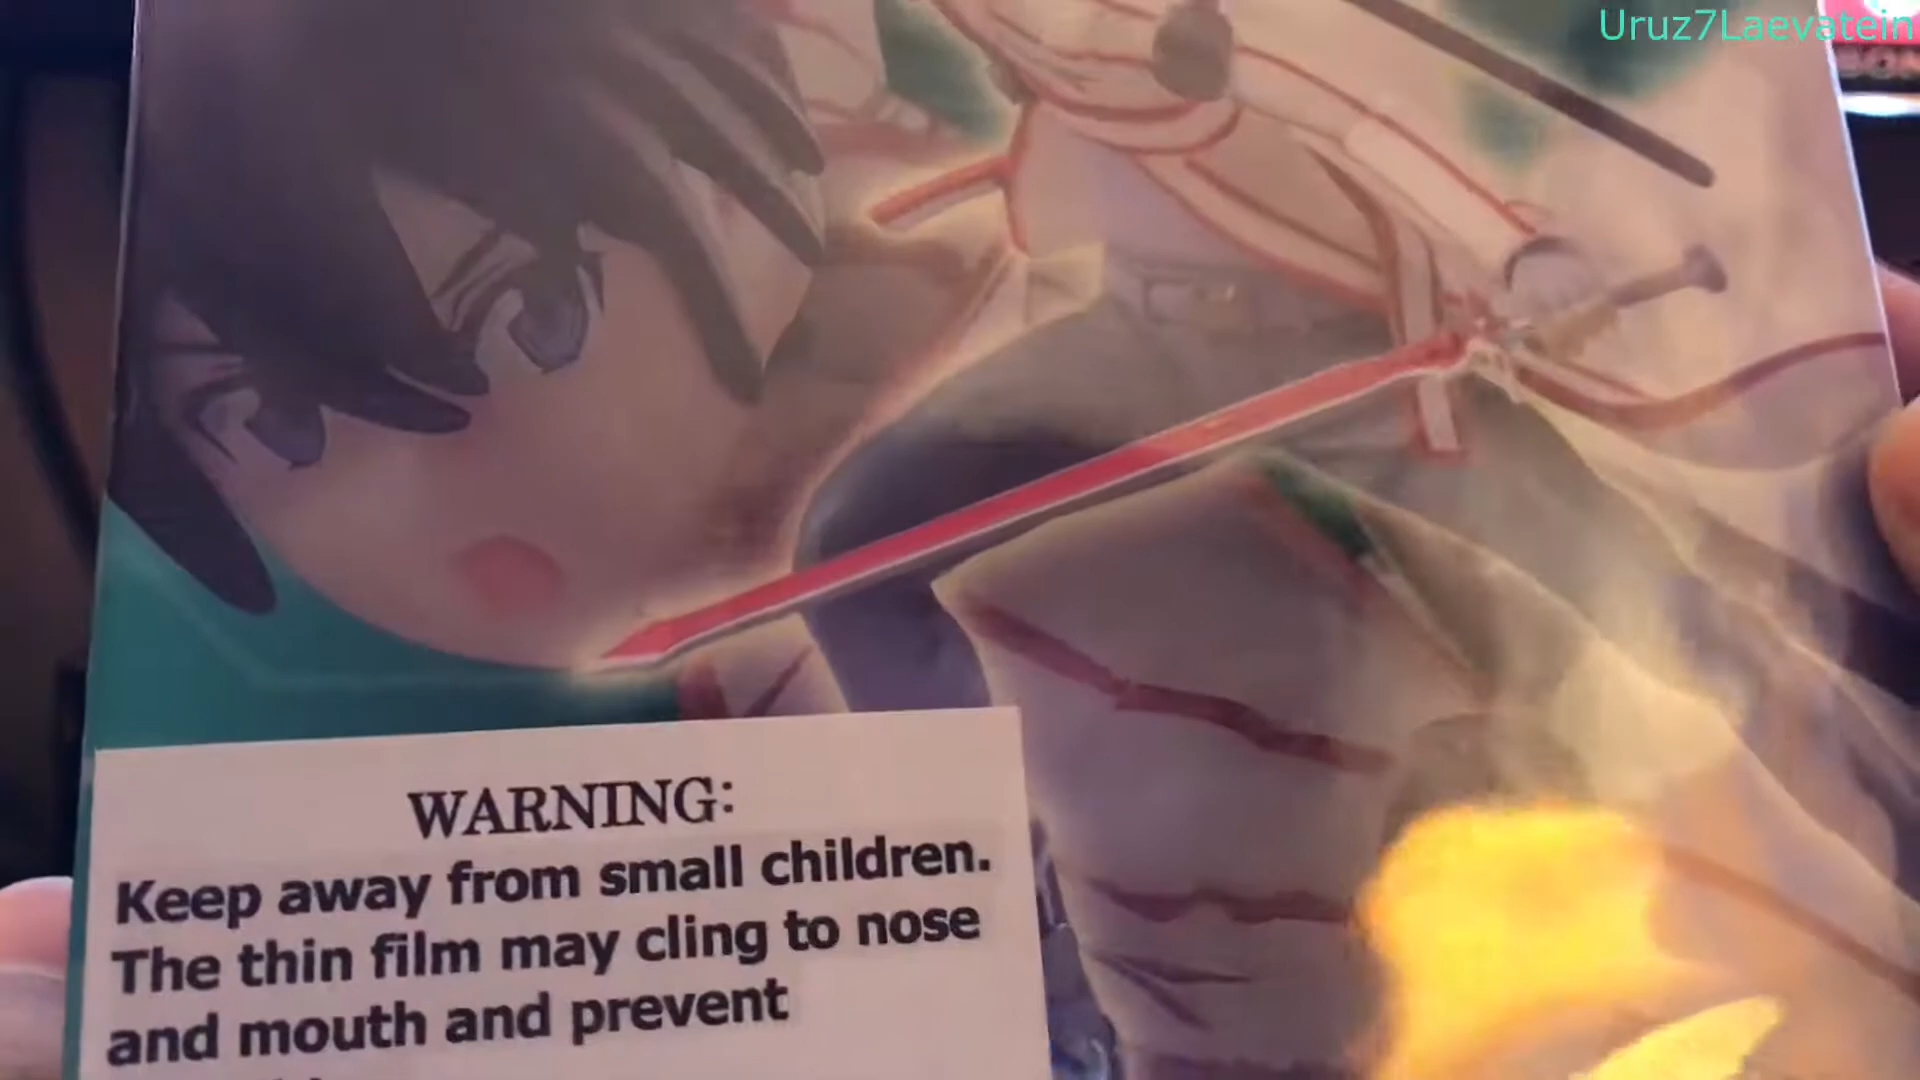 Uruz7Laevatein
WARNING:
Keep away from small children.
The thin film may cling to nose
and mouth and prevent